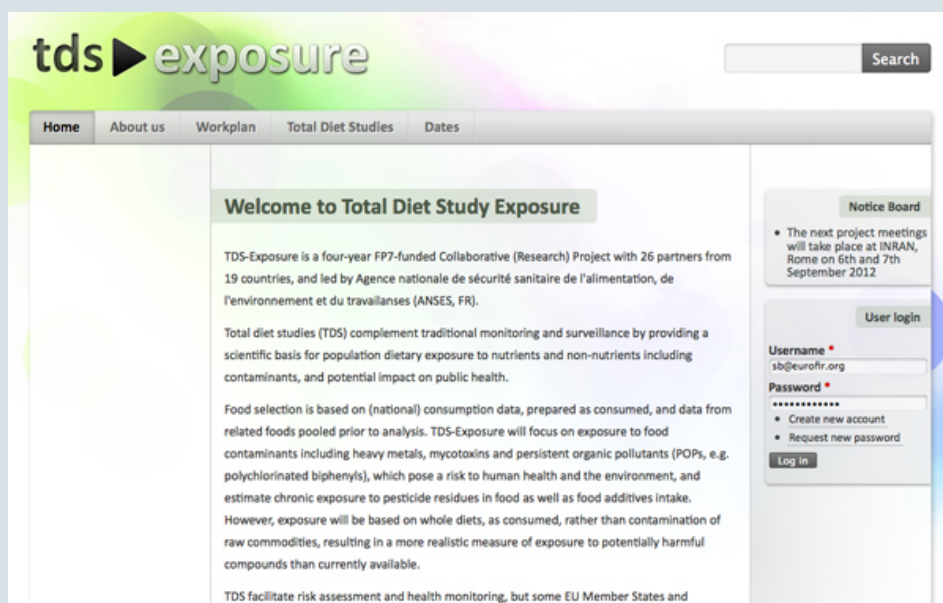 tds exposure
Search
Home About us Workplan Total Diet Studies Dates
Welcome to Total Diet Study Exposure
TDS-Exposure is a four-year FP7-funded Collaborative (Research) Project with 26 partners from
19 countries, and led by Agence nationale de sécurité sanitaire de l'alimentation, de
l'environnement et du travailanses (ANSES, FR).
Total diet studies (TDS) complement traditional monitoring and surveillance by providing a
scientific basis for population dietary exposure to nutrients and non-nutrients including
contaminants, and potential impact on public health.
Food selection is based on (national) consumption data, prepared as consumed, and data from
related foods pooled prior to analysis. TDS-Exposure will focus on exposure to food
contaminants including heavy metals, mycotoxins and persistent organic pollutants (POPs, e.g.
polychlorinated biphenyls), which pose a risk to human health and the environment, and
estimate chronic exposure to pesticide residues in food as well as food additives intake.
However, exposure will be based on whole diets, as consumed, rather than contamination of
raw commodities, resulting in a more realistic measure of exposure to potentially harmful
compounds than currently available.
TDS facilitate risk assessment and health monitoring, but some EU Member States and
Notice Board
• The next project meetings
will take place at INRAN,
Rome on 6th and 7th
September 2012
User login
Username *
sb@eurofir.org
Password *
••••••••••••
• Create new account
• Request new password
Log in